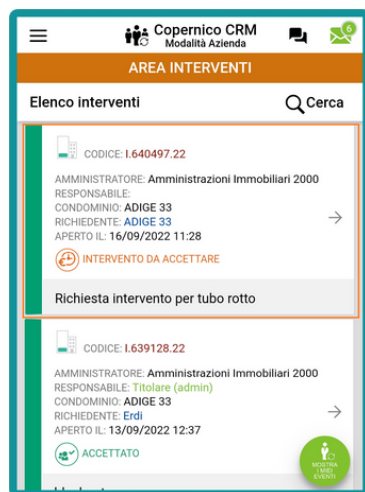 Copernico CRM
Modalità Azienda
6
AREA INTERVENTI
Elenco interventi
Cerca
CODICE: I.640497.22
AMMINISTRATORE: Amministrazioni Immobiliari 2000
RESPONSABILE:
CONDOMINIO: ADIGE 33
RICHIEDENTE: ADIGE 33
APERTO IL: 16/09/2022 11:28
INTERVENTO DA ACCETTARE
Richiesta intervento per tubo rotto
CODICE: I.639128.22
AMMINISTRATORE: Amministrazioni Immobiliari 2000
RESPONSABILE: Titolare (admin)
CONDOMINIO: ADIGE 33
RICHIEDENTE: Erdi
APERTO IL: 13/09/2022 12:37
ACCETTATO
MOSTRA
I MIEI
EVENTI